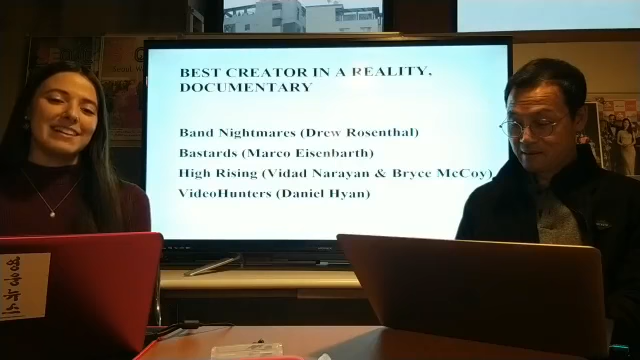 BEST CREATOR IN A REALITY,
DOCUMENTARY
Band Nightmares (Drew Rosenthal)
Bastards (Marco Eisenbarth)
High Rising (Vidad Narayan & Bryce McCoy)
VideoHunters (Daniel Hyan)
영웅뉴스